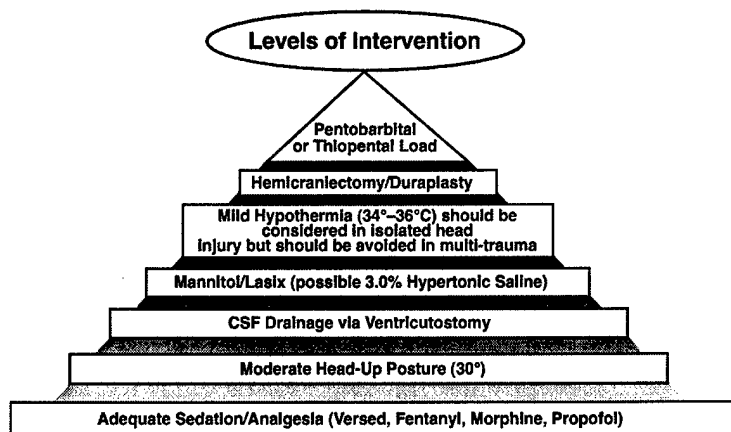 Levels of Intervention
Pentobarbital
or Thiopental Load
Hemicraniectomy/Duraplasty
Mild Hypothermia (34°–36°C) should be
considered in isolated head
injury but should be avoided in multi-trauma
Mannitol/Lasix (possible 3.0% Hypertonic Saline)
CSF Drainage via Ventricutostomy
Moderate Head-Up Posture (30°)
Adequate Sedation/Analgesia (Versed, Fentanyl, Morphine, Propofol)